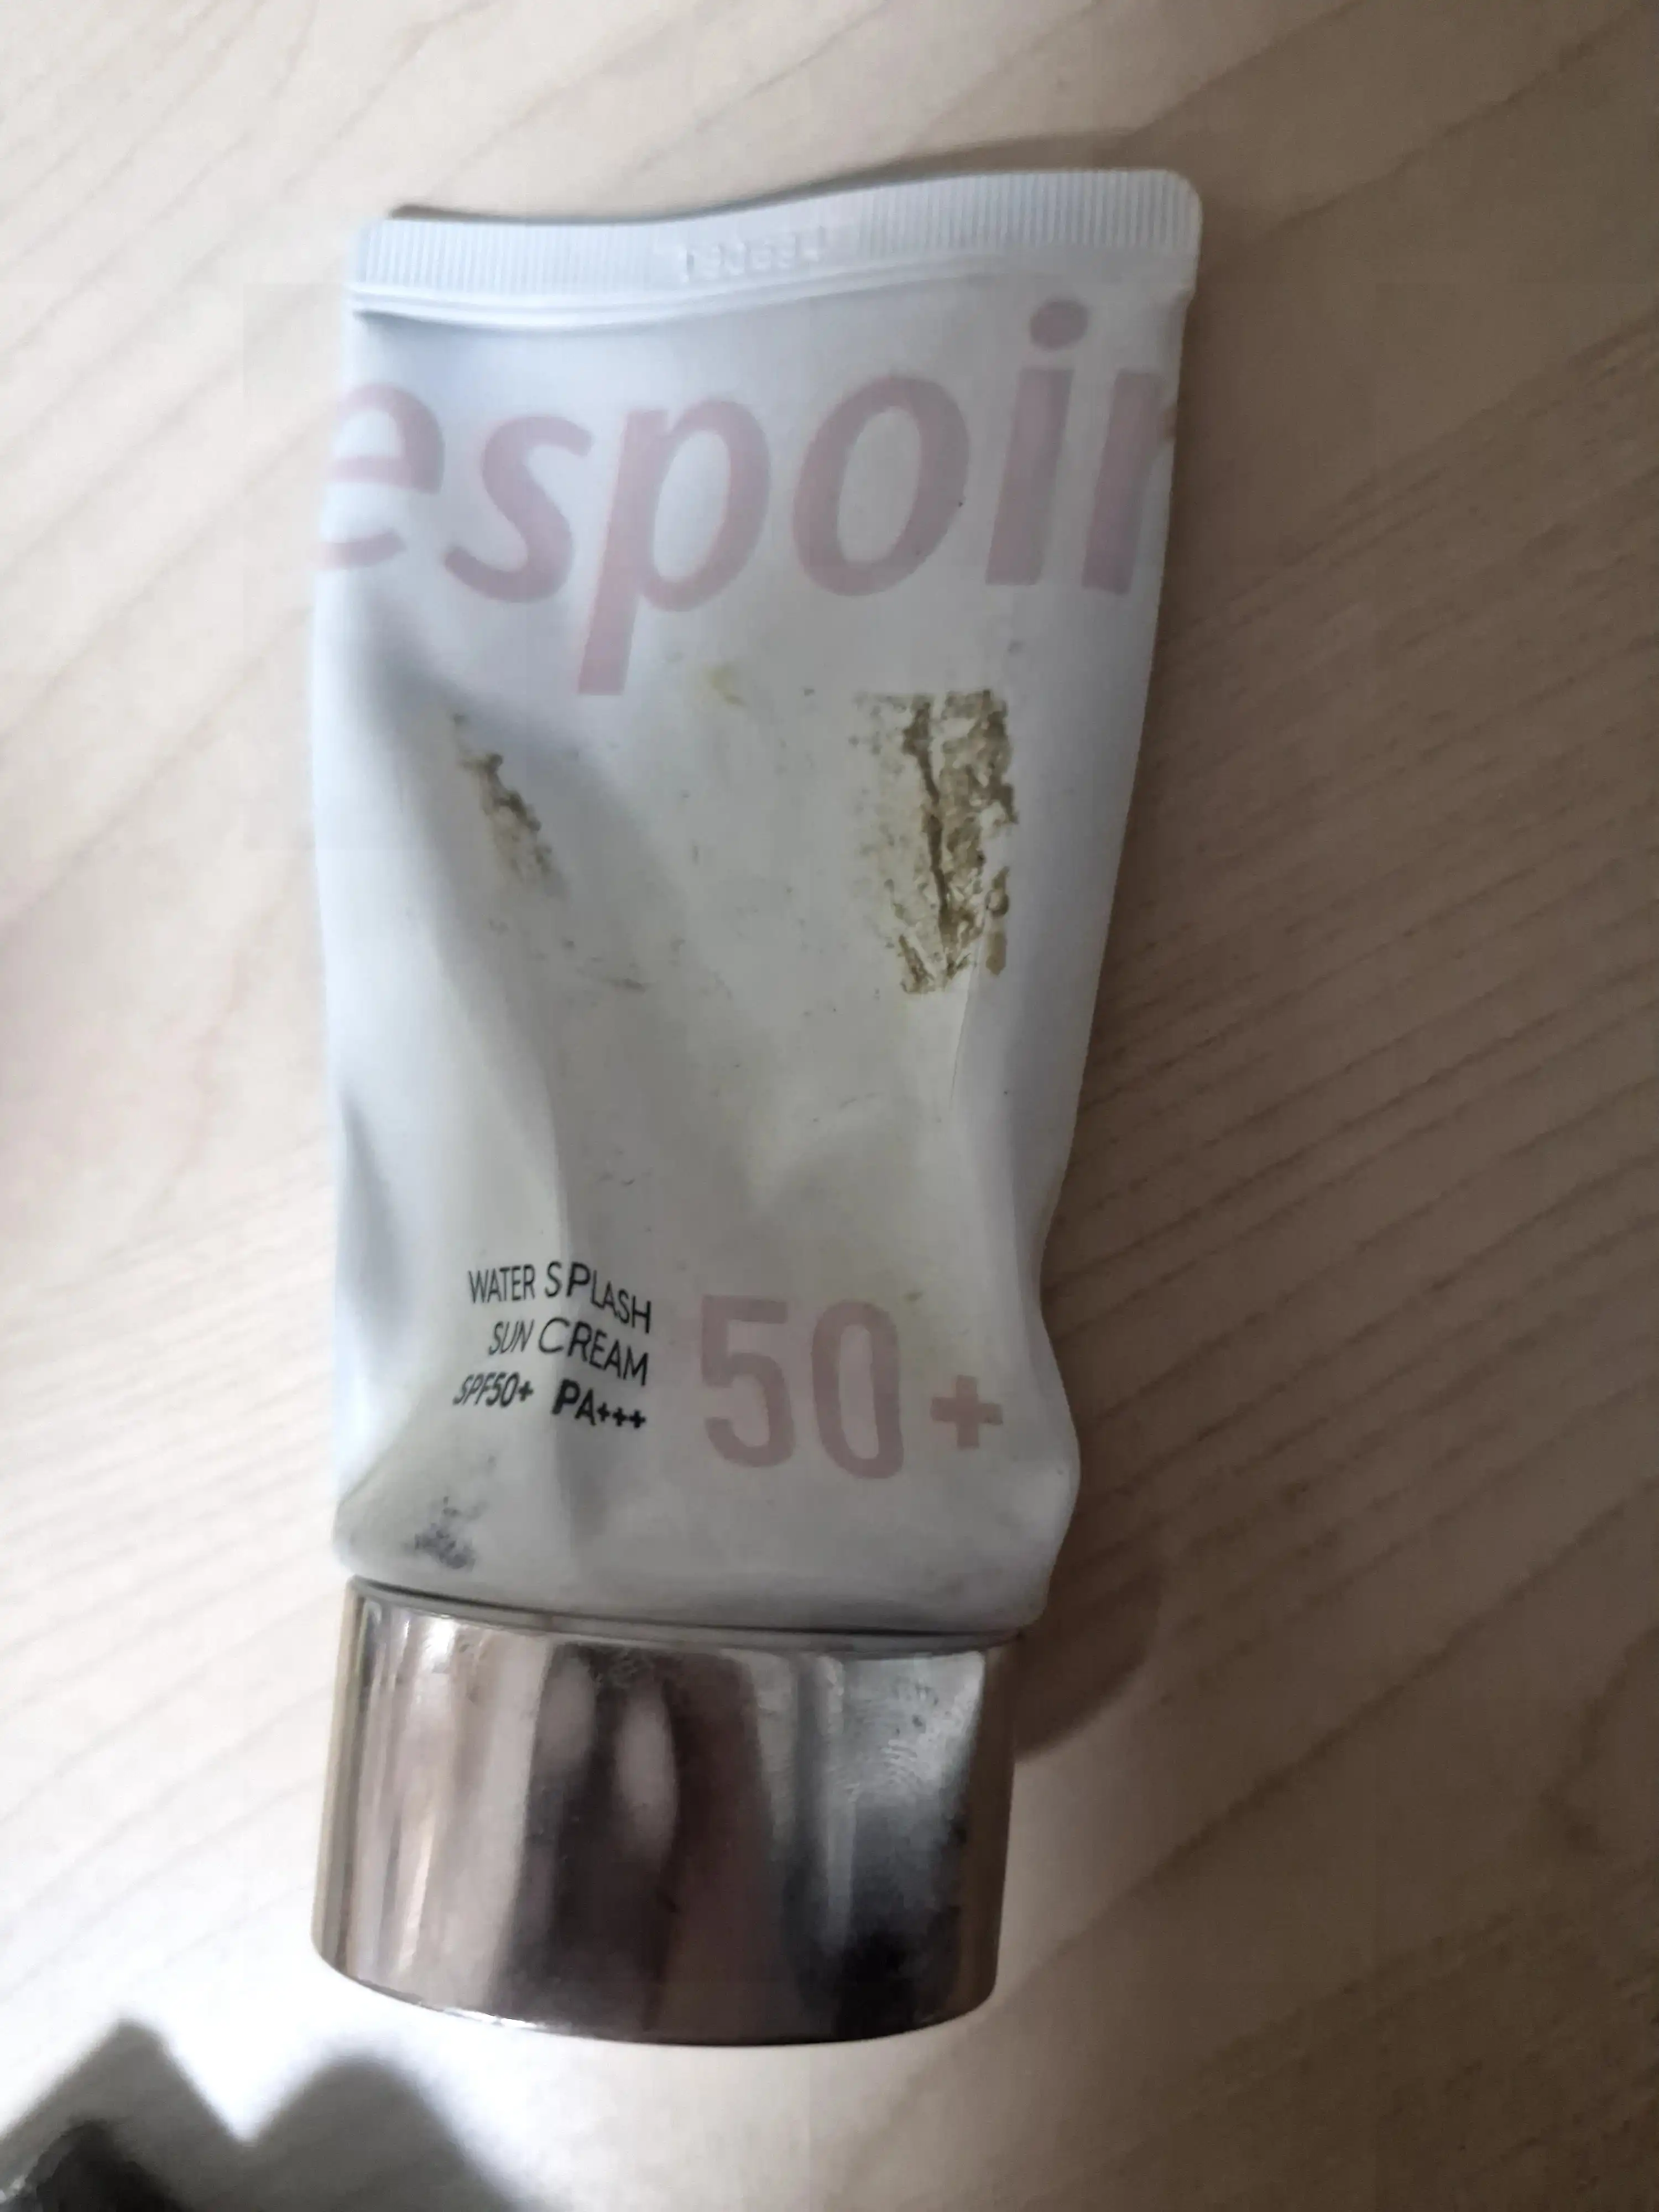 espoir
WATER SPLASH
SUN CREAM
SPF50+ PA+++
50+